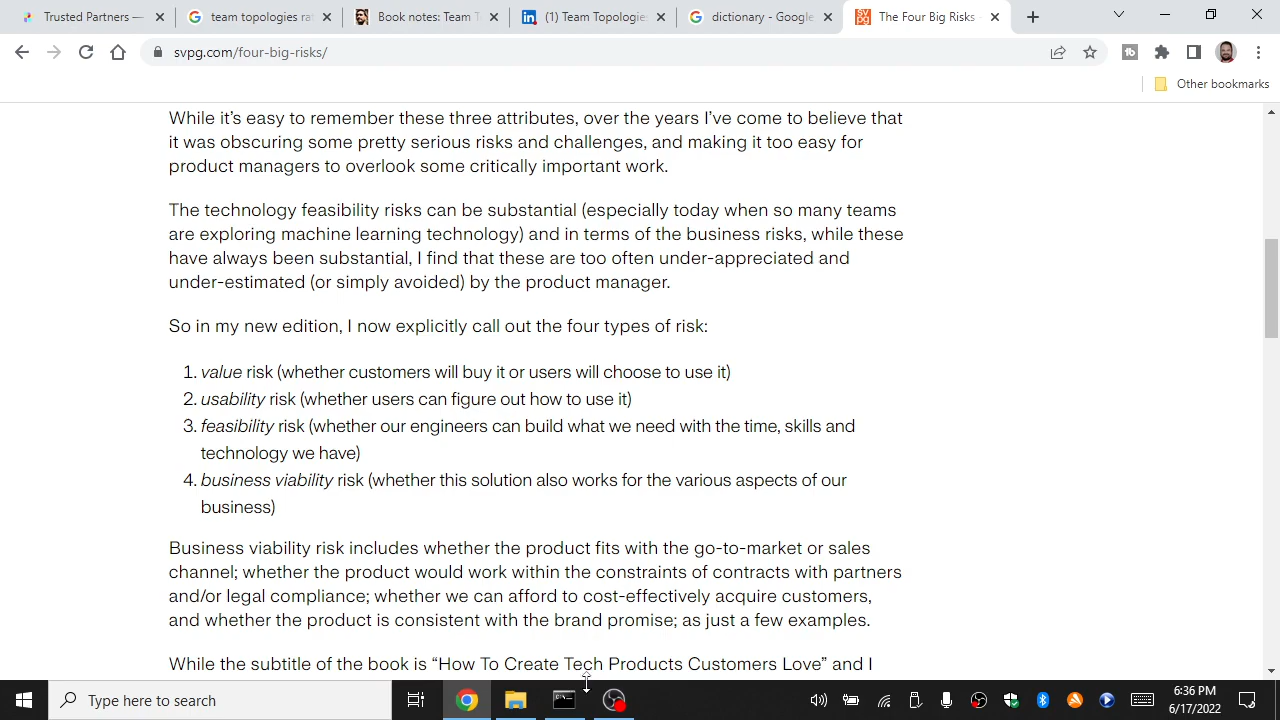 Trusted Partners —
team topologies ra
Book notes: Team T
(1) Team Topologie
dictionary - Google
The Four Big Risks -
svpg.com/four-big-risks/
Other bookmarks
While it's easy to remember these three attributes, over the years I've come to believe that
it was obscuring some pretty serious risks and challenges, and making it too easy for
product managers to overlook some critically important work.
The technology feasibility risks can be substantial (especially today when so many teams
are exploring machine learning technology) and in terms of the business risks, while these
have always been substantial, I find that these are too often under-appreciated and
under-estimated (or simply avoided) by the product manager.
So in my new edition, I now explicitly call out the four types of risk:
1. value risk (whether customers will buy it or users will choose to use it)
2. usability risk (whether users can figure out how to use it)
3. feasibility risk (whether our engineers can build what we need with the time, skills and
technology we have)
4. business viability risk (whether this solution also works for the various aspects of our
business)
Business viability risk includes whether the product fits with the go-to-market or sales
channel; whether the product would work within the constraints of contracts with partners
and/or legal compliance; whether we can afford to cost-effectively acquire customers,
and whether the product is consistent with the brand promise; as just a few examples.
While the subtitle of the book is “How To Create Tech Products Customers Love” and I
Type here to search
6:36 PM
6/17/2022